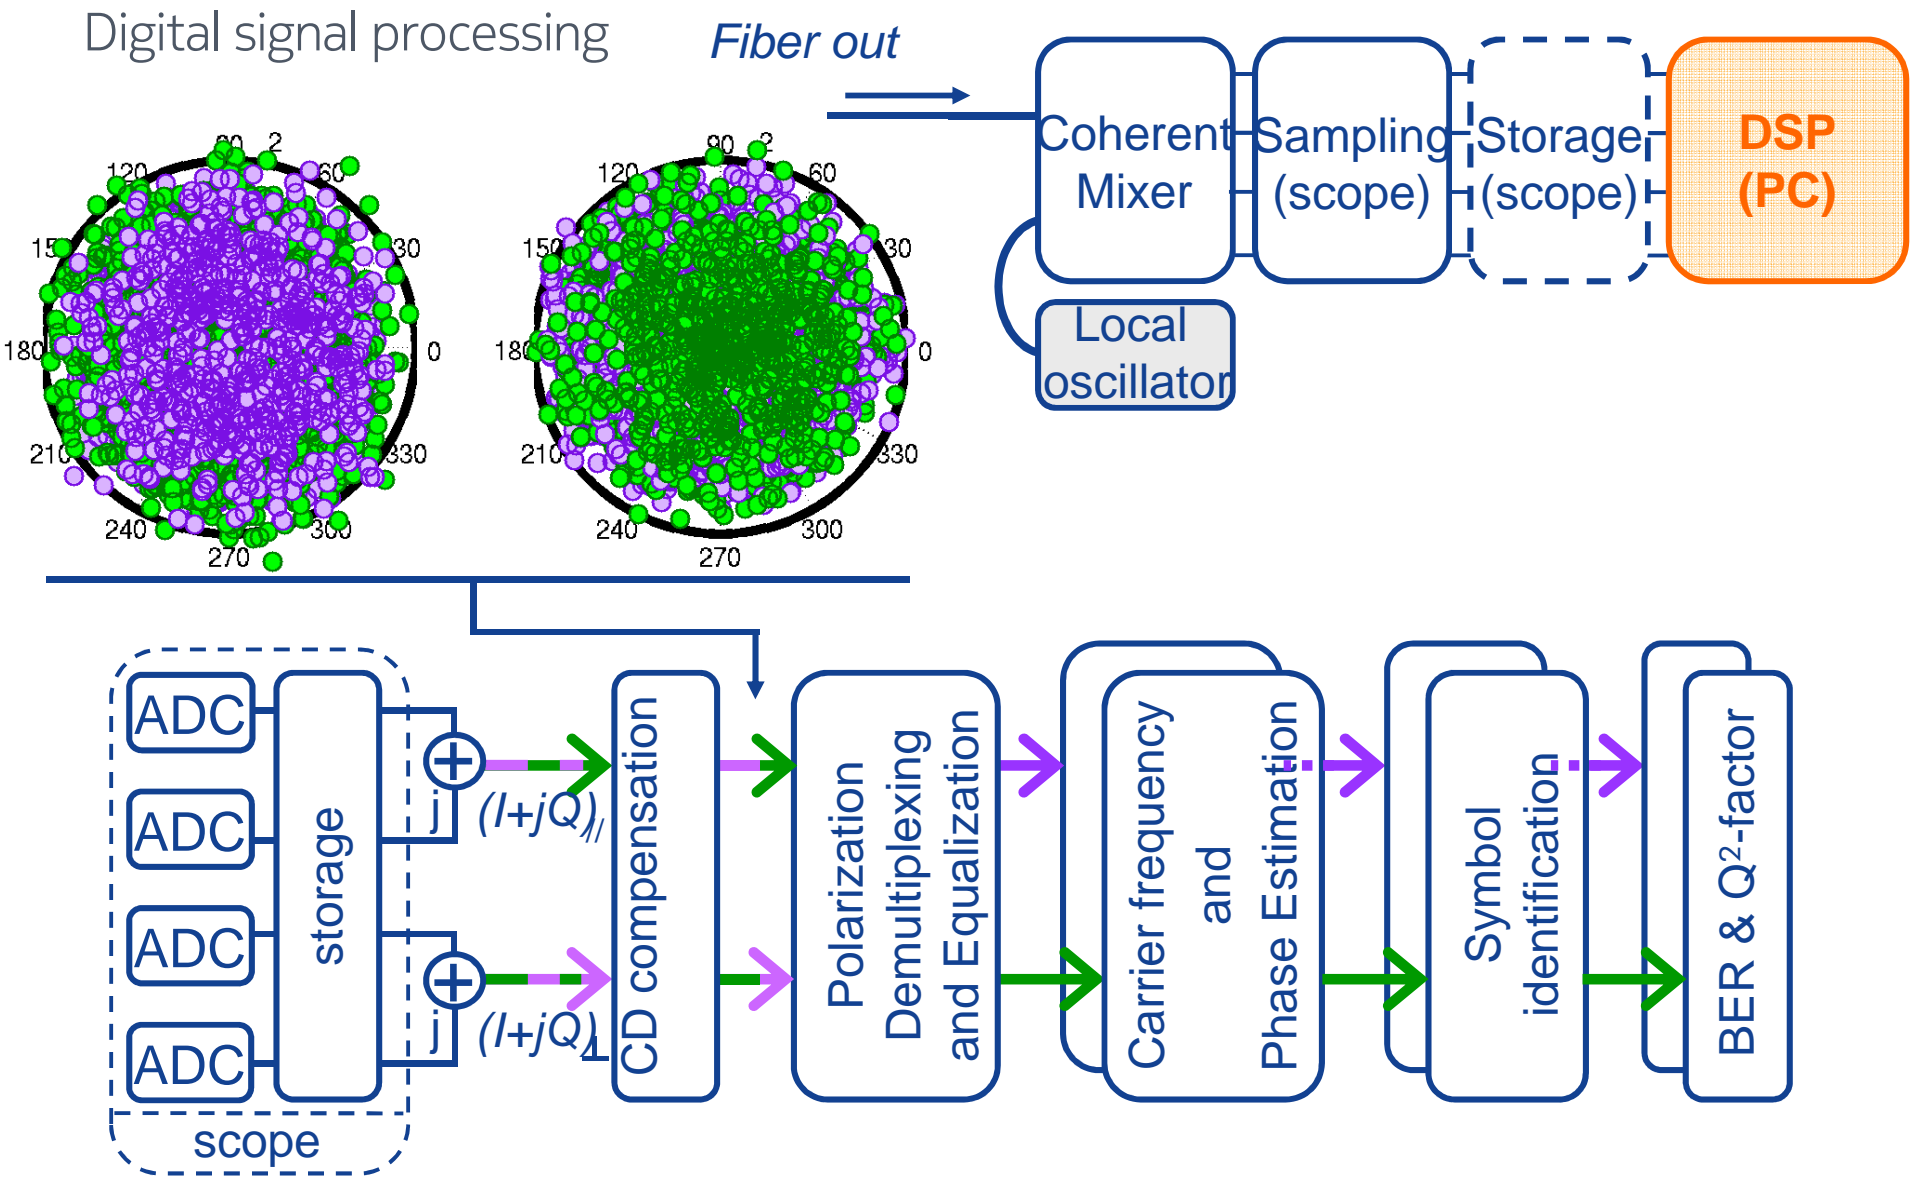 Digital signal processing
Fiber out
Coherent
Mixer
Sampling
(scope)
Storage
(scope)
DSP
(PC)
Local
oscillator
90 2
120
60
150
30
180
0
210
330
240
300
270
90 2
120
60
150
30
180
0
210
330
240
300
270
ADC
ADC
ADC
ADC
storage
scope
+
j
(I+jQ)//
+
j
(I+jQ)⊥
CD compensation
Polarization
Demultiplexing
and Equalization
Carrier frequency
and
Phase Estimation
Symbol
identification
BER & Q²-factor